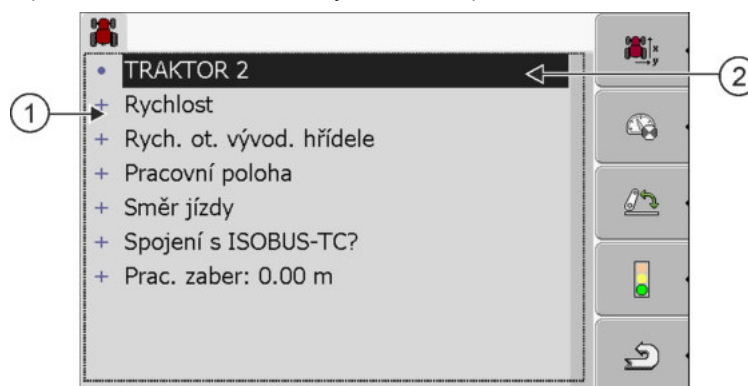 TRAKTOR 2
Rychlost
Rych. ot. vývod. hřídele
Pracovní poloha
Směr jízdy
Spojení s ISOBUS-TC?
Prac. zaber: 0.00 m
1
2
x
y